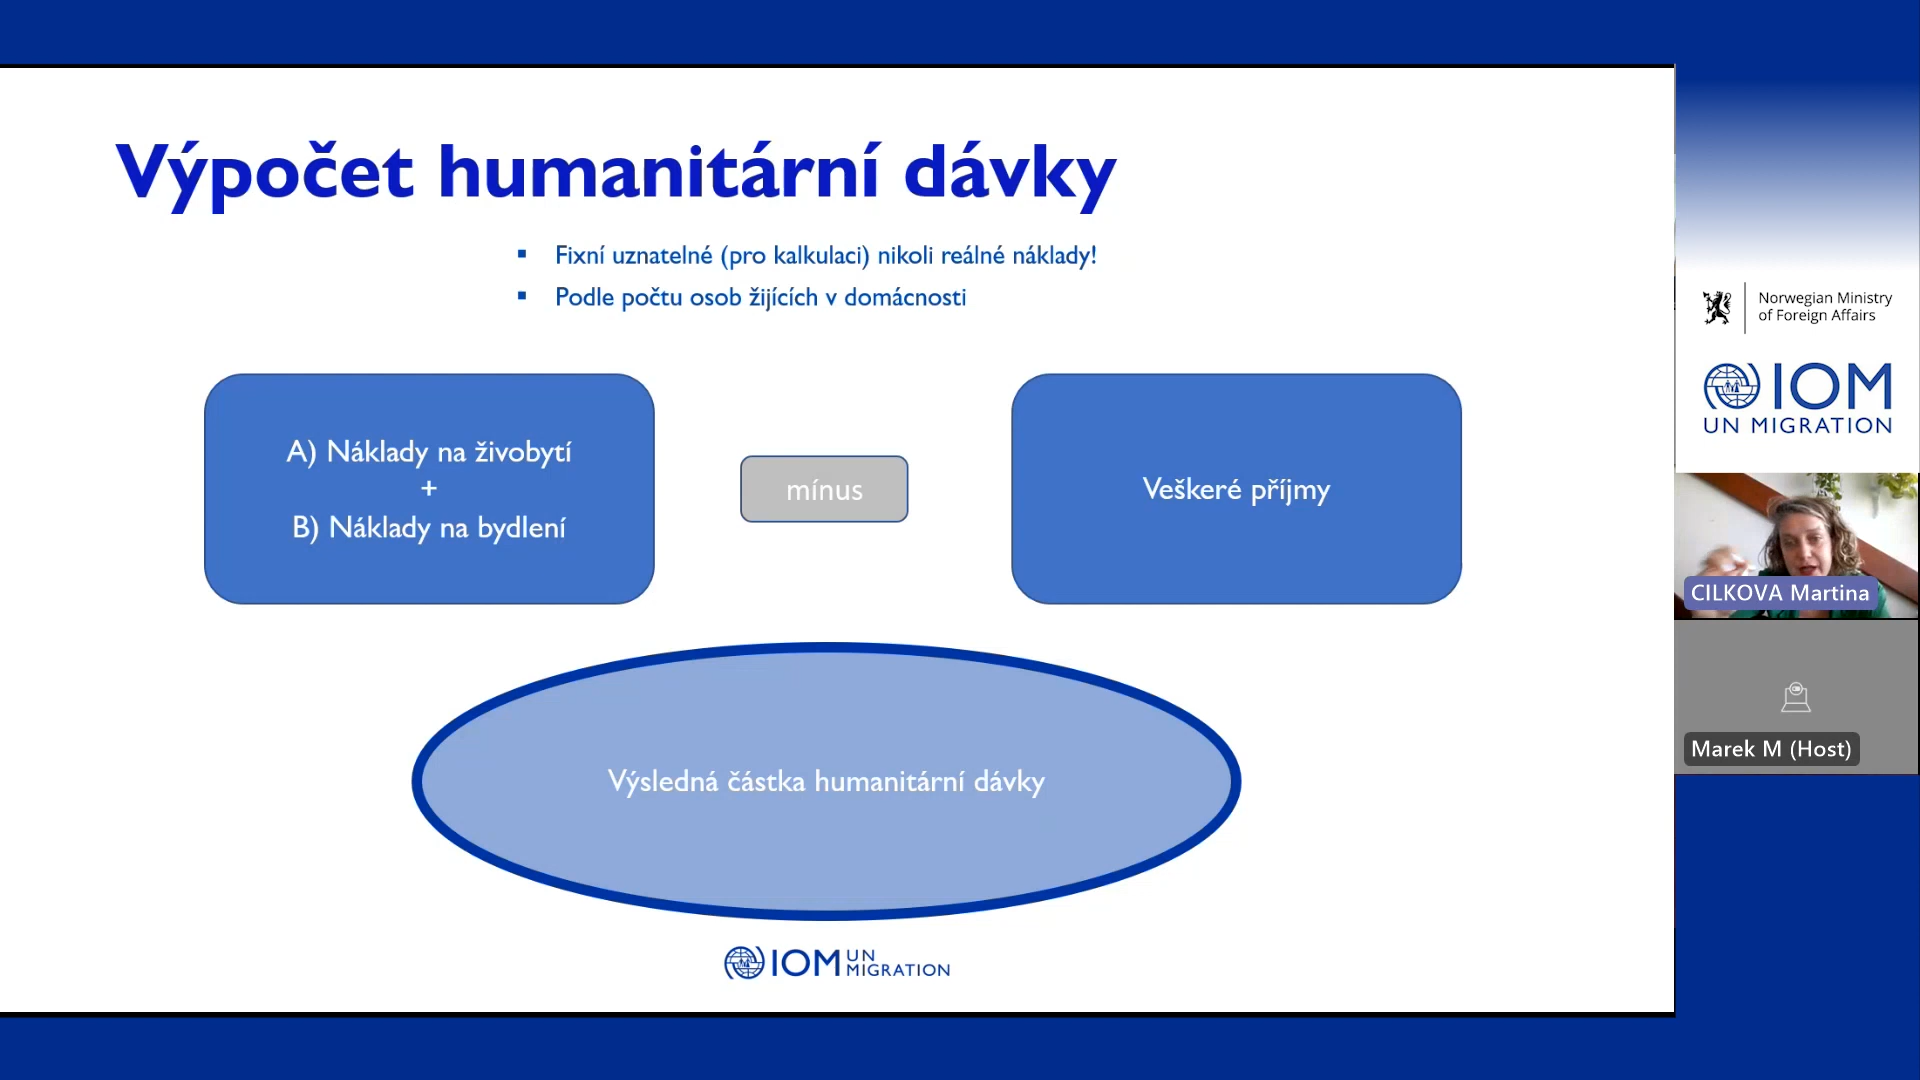 Výpočet humanitární dávky
▪ Fixní uznatelné (pro kalkulaci) nikoli reálné náklady!
▪ Podle počtu osob žijících v domácnosti
A) Náklady na živobytí
+
B) Náklady na bydlení
mínus
Veškeré příjmy
Výsledná částka humanitární dávky
IOM UN
MIGRATION
Norwegian Ministry
of Foreign Affairs
IOM
UN MIGRATION
CILKOVA Martina
Marek M (Host)